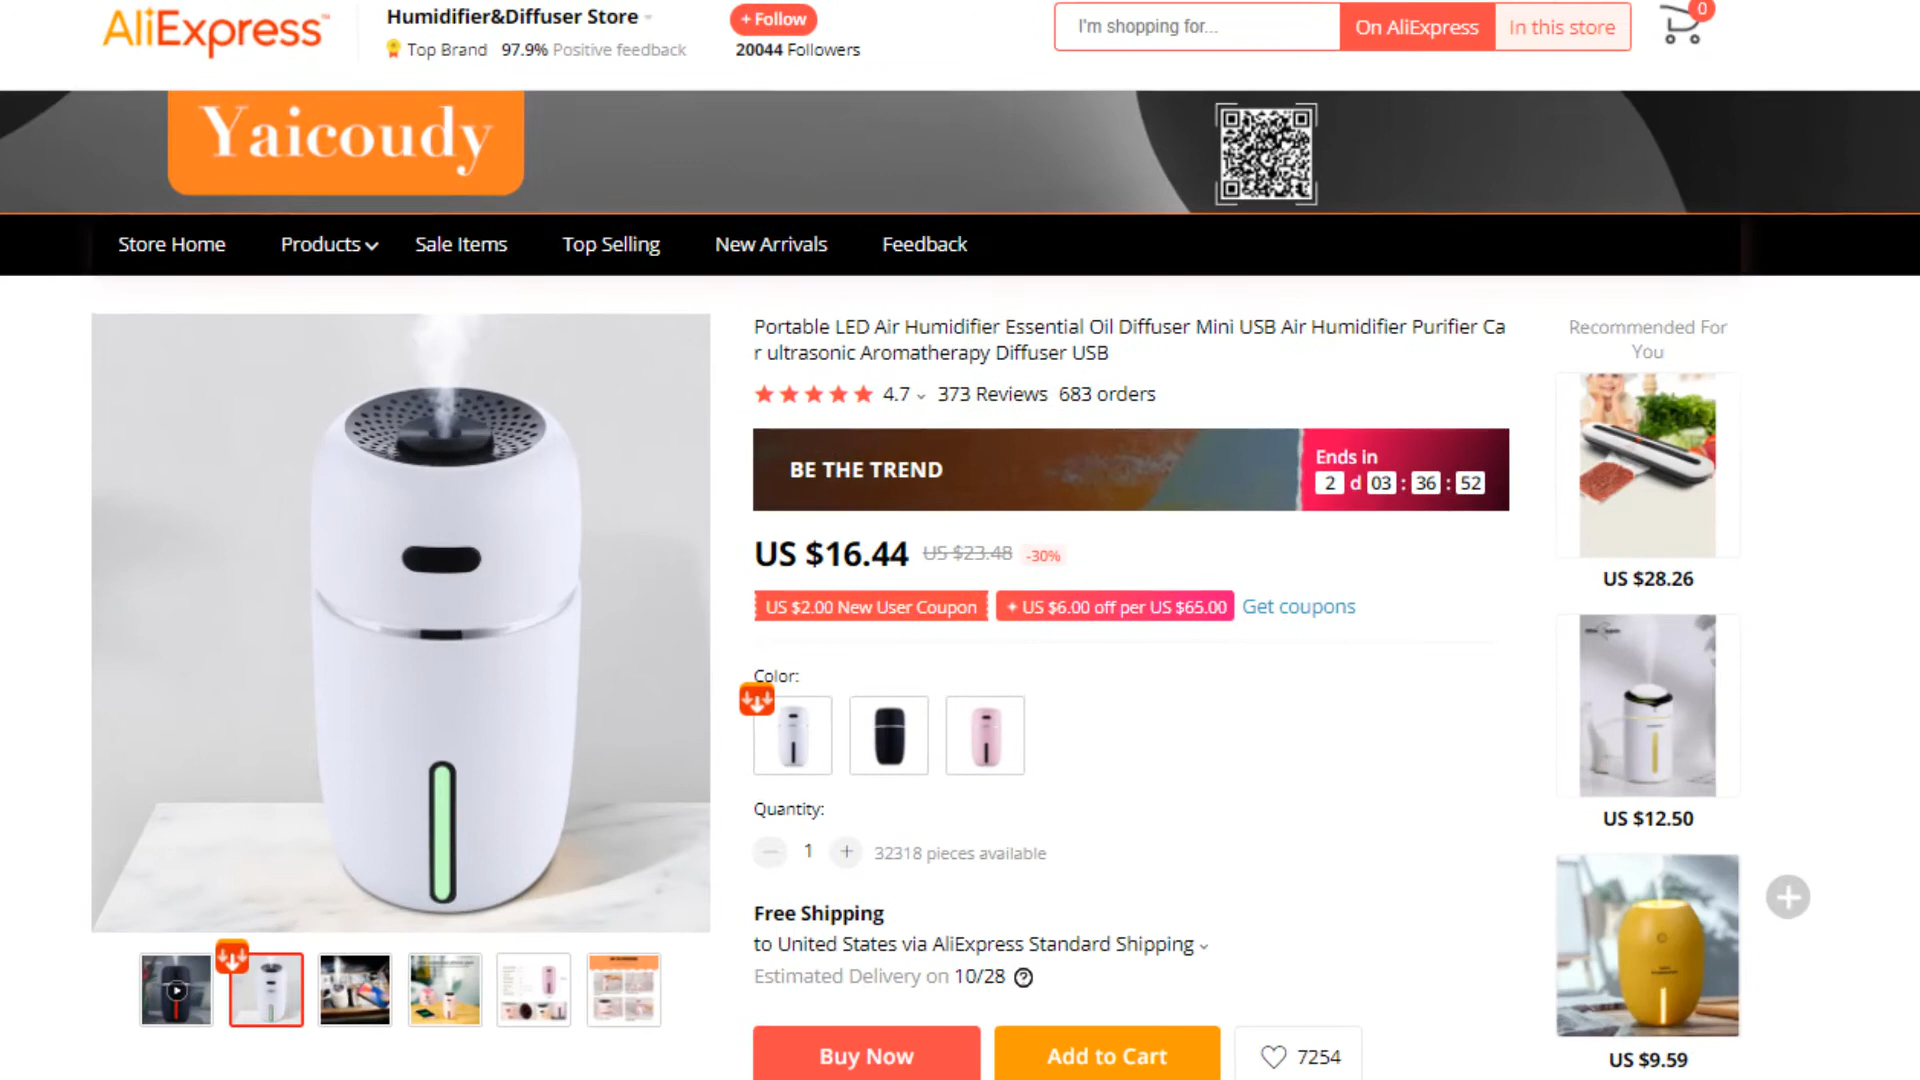 AliExpress™
Humidifier&Diffuser Store
Top Brand 97.9% Positive feedback
+ Follow
20044 Followers
I'm shopping for...
On AliExpress
In this store
0
Yaicoudy
Store Home
Products
Sale Items
Top Selling
New Arrivals
Feedback
Portable LED Air Humidifier Essential Oil Diffuser Mini USB Air Humidifier Purifier Ca
r ultrasonic Aromatherapy Diffuser USB
4.7 373 Reviews 683 orders
BE THE TREND
Ends in
2 d 03 : 36 : 52
US $16.44 US $23.48 -30%
US $2.00 New User Coupon
+ US $6.00 off per US $65.00
Get coupons
Color:
Quantity:
— 1 + 32318 pieces available
Free Shipping
to United States via AliExpress Standard Shipping
Estimated Delivery on 10/28 ?
Buy Now
Add to Cart
7254
Recommended For
You
US $28.26
US $12.50
US $9.59